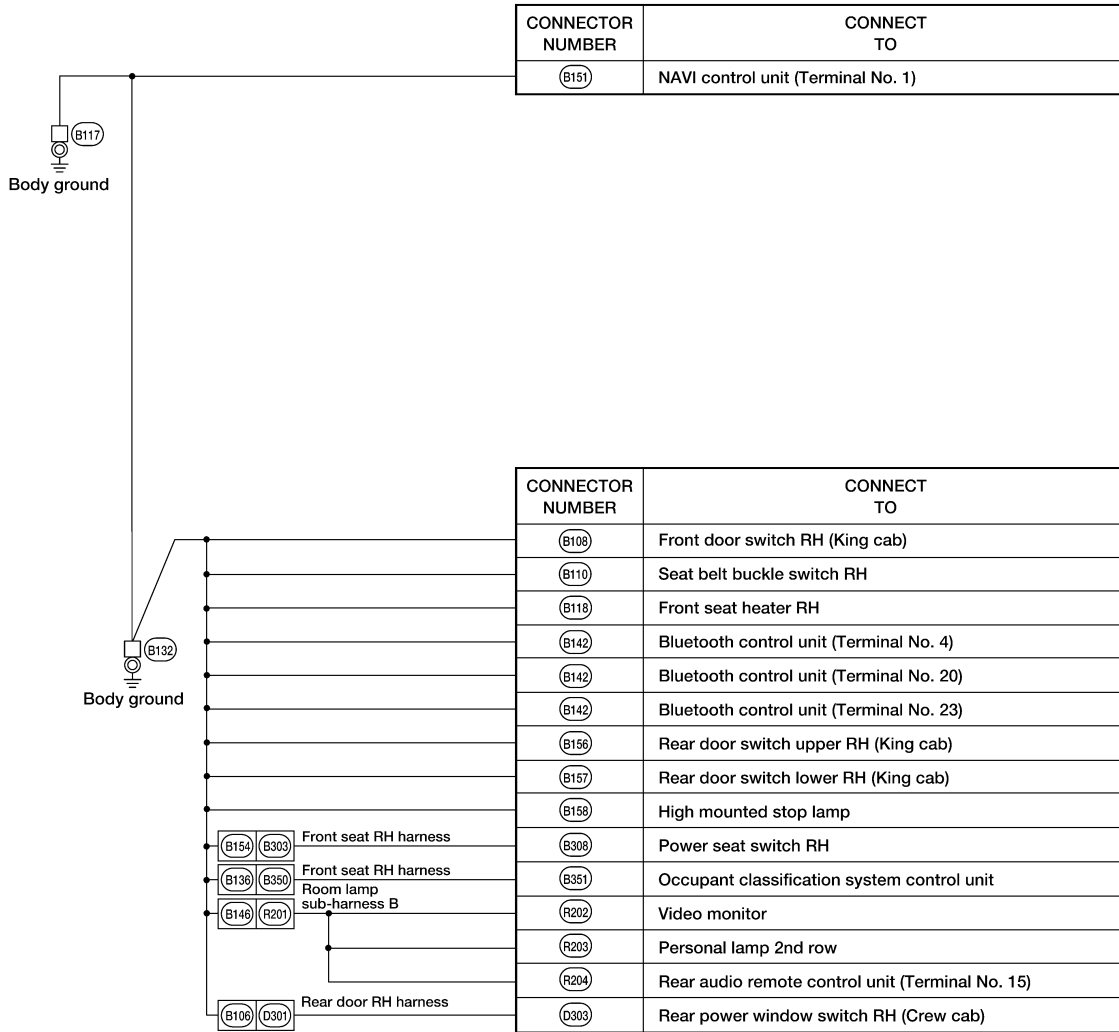 CONNECTOR NUMBER CONNECT TO
B151 NAVI control unit (Terminal No. 1)
B117
Body ground
CONNECTOR NUMBER CONNECT TO
B108 Front door switch RH (King cab)
B110 Seat belt buckle switch RH
B118 Front seat heater RH
B142 Bluetooth control unit (Terminal No. 4)
B132
Body ground
B142 Bluetooth control unit (Terminal No. 20)
B142 Bluetooth control unit (Terminal No. 23)
B156 Rear door switch upper RH (King cab)
B157 Rear door switch lower RH (King cab)
B158 High mounted stop lamp
B154 B303 Front seat RH harness B308 Power seat switch RH
B136 B350 Front seat RH harness B351 Occupant classification system control unit
B146 R201 Room lamp sub-harness B R202 Video monitor
R203 Personal lamp 2nd row
R204 Rear audio remote control unit (Terminal No. 15)
B106 D301 Rear door RH harness D303 Rear power window switch RH (Crew cab)